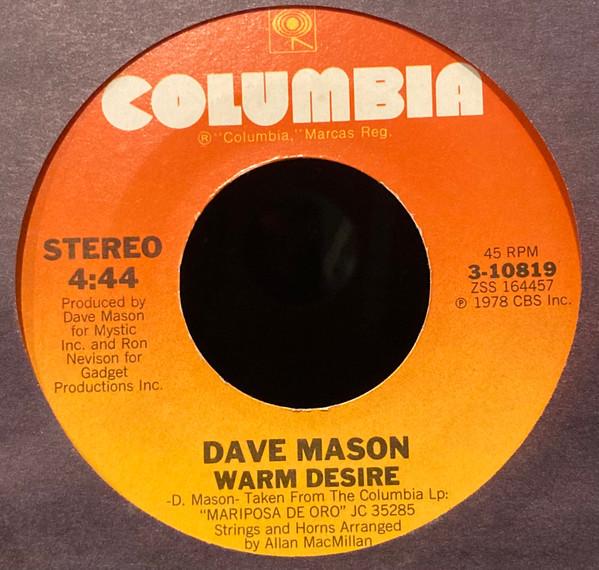 COLUMBIA
® "Columbia," Marcas Reg.
STEREO
4:44
Produced by
Dave Mason
for Mystic
Inc. and Ron
Nevison for
Gadget
Productions Inc.
45 RPM
3-10819
ZSS 164457
℗ 1978 CBS Inc.
DAVE MASON
WARM DESIRE
-D. Mason- Taken From The Columbia Lp:
"MARIPOSA DE ORO" JC 35285
Strings and Horns Arranged
by Allan MacMillan